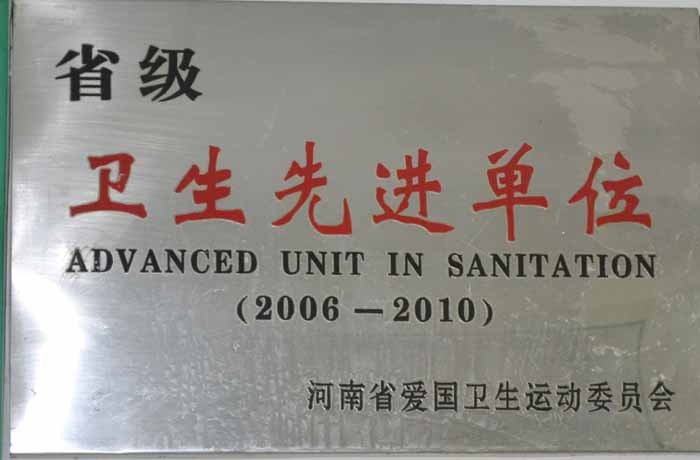 省级
卫生先进单位
ADVANCED UNIT IN SANITATION
(2006—2010)
河南省爱国卫生运动委员会